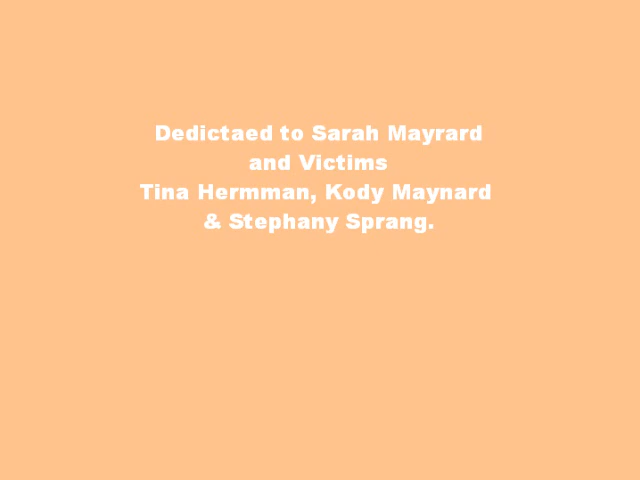 Dedictaed to Sarah Mayrard
and Victims
Tina Hermman, Kody Maynard
& Stephany Sprang.